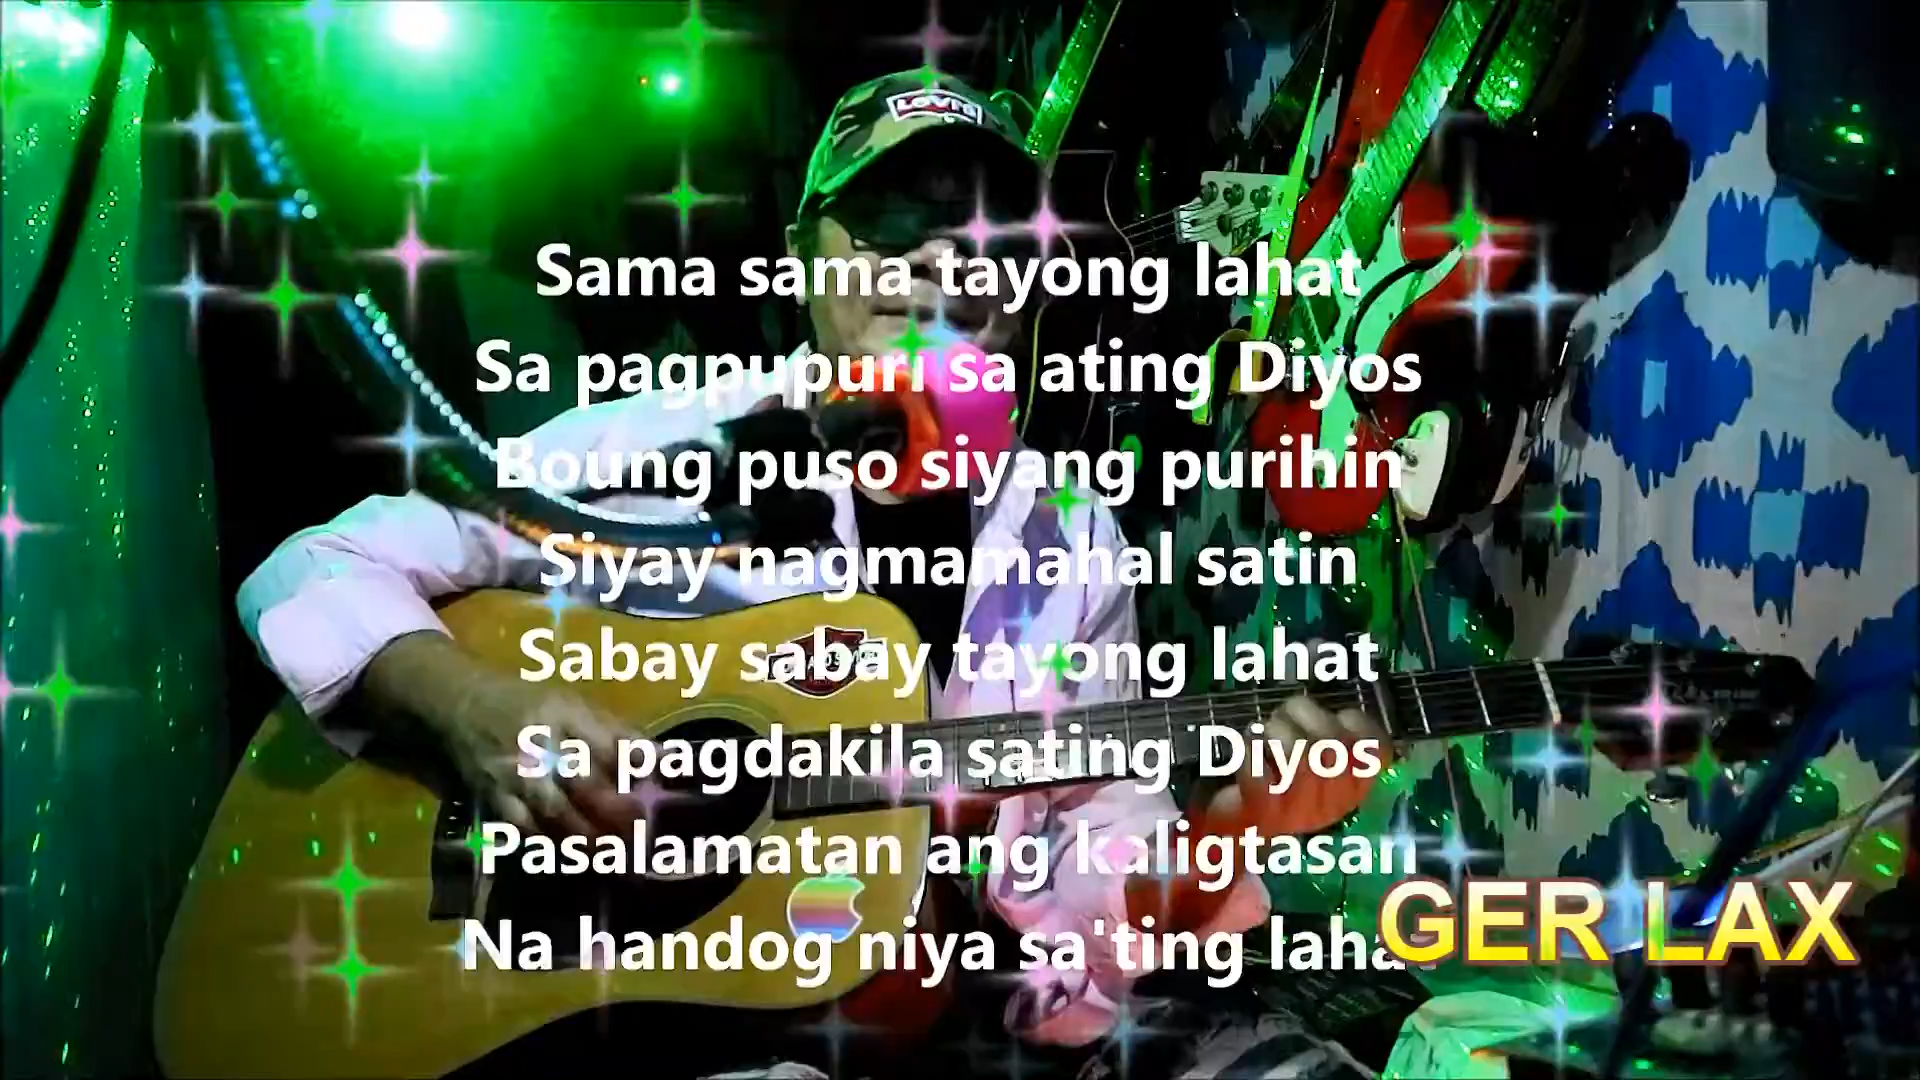 Sama sama tayong lahat
Sa pagpupuri sa ating Diyos
Boung puso siyang purihin
Siyay nagmamahal satin
Sabay sabay tayong lahat
Sa pagdakila sating Diyos
Pasalamatan ang kaligtasan
Na handog niya sa'ting laha
GER LAX